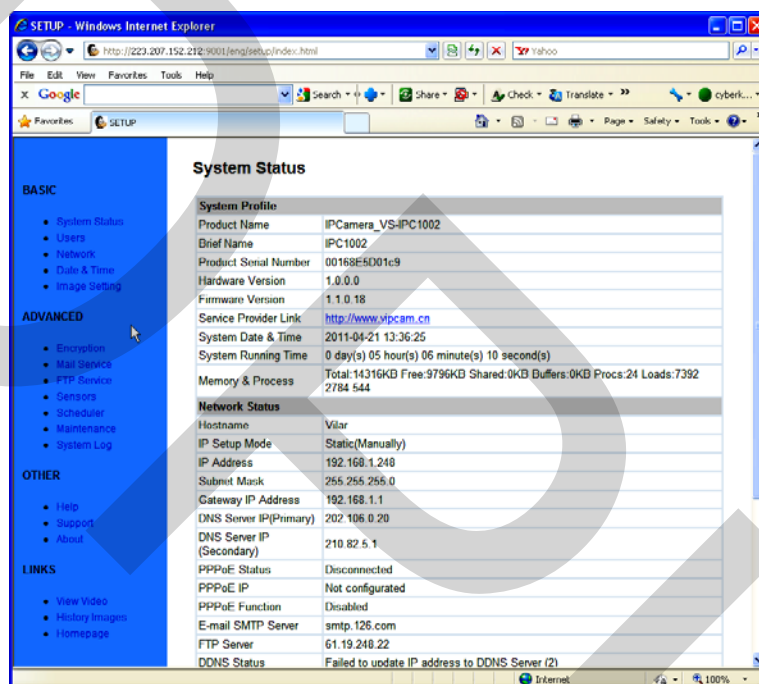 SETUP - Windows Internet Explorer
http://223.207.152.212:9001/eng/setup/index.html
Yahoo
File Edit View Favorites Tools Help
x Google Search Share Check Translate cyberk...
Favorites SETUP Page Safety Tools
System Status
BASIC
System Status
Users
Network
Date & Time
Image Setting
ADVANCED
Encryption
Mail Service
FTP Service
Sensors
Scheduler
Maintenance
System Log
OTHER
Help
Support
About
LINKS
View Video
History Images
Homepage
System Profile
Product Name IPCamera_VS-IPC1002
Brief Name IPC1002
Product Serial Number 00168E5D01c9
Hardware Version 1.0.0.0
Firmware Version 1.1.0.18
Service Provider Link http://www.vipcam.cn
System Date & Time 2011-04-21 13:36:25
System Running Time 0 day(s) 05 hour(s) 06 minute(s) 10 second(s)
Memory & Process Total:14316KB Free:9796KB Shared:0KB Buffers:0KB Procs:24 Loads:7392
2784 544
Network Status
Hostname Vilar
IP Setup Mode Static(Manually)
IP Address 192.168.1.248
Subnet Mask 255.255.255.0
Gateway IP Address 192.168.1.1
DNS Server IP(Primary) 202.106.0.20
DNS Server IP
(Secondary) 210.82.5.1
PPPoE Status Disconnected
PPPoE IP Not configurated
PPPoE Function Disabled
E-mail SMTP Server smtp.126.com
FTP Server 61.19.248.22
DDNS Status Failed to update IP address to DDNS Server (2)
Internet 100%